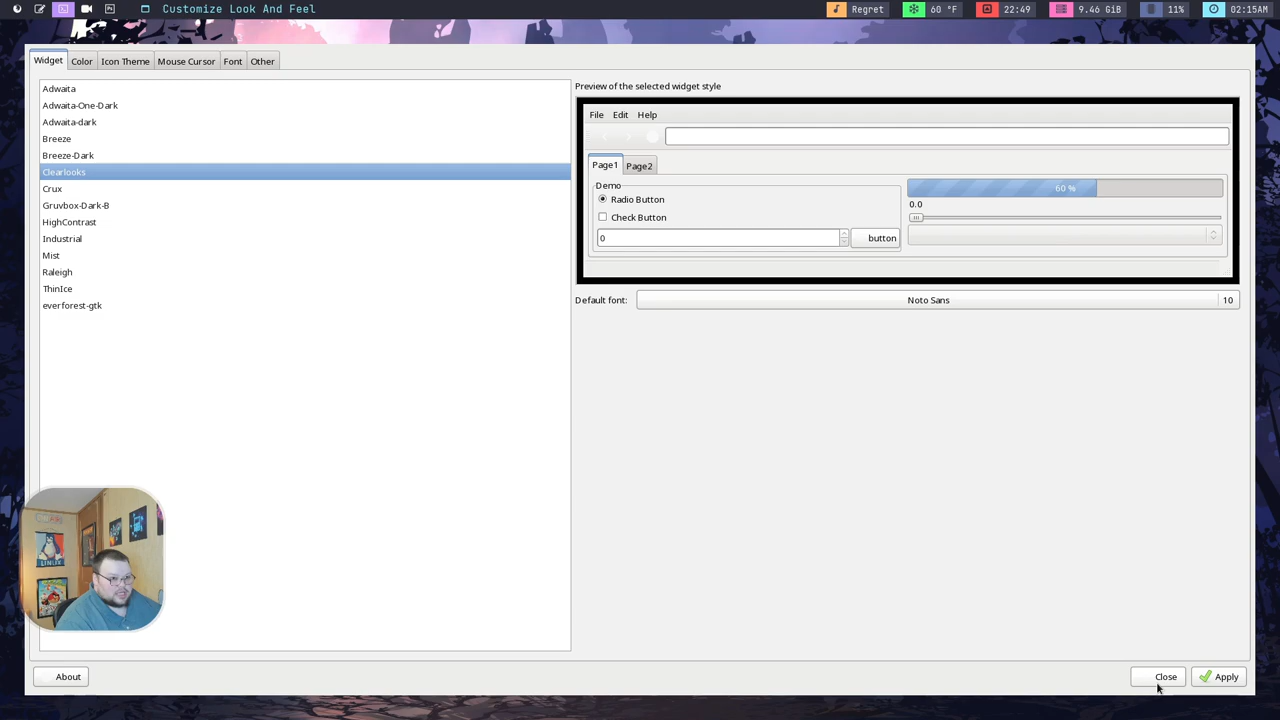 Customize Look And Feel
Regret
60 °F
22:49
9.46 GiB
11%
02:15AM
Widget
Color
Icon Theme
Mouse Cursor
Font
Other
Adwaita
Adwaita-One-Dark
Adwaita-dark
Breeze
Breeze-Dark
Clearlooks
Crux
Gruvbox-Dark-B
HighContrast
Industrial
Mist
Raleigh
ThinIce
everforest-gtk
Preview of the selected widget style
File Edit Help
Page1 Page2
Demo
Radio Button
Check Button
0
button
60 %
0.0
Default font:
Noto Sans
10
LINUX
About
Close
Apply